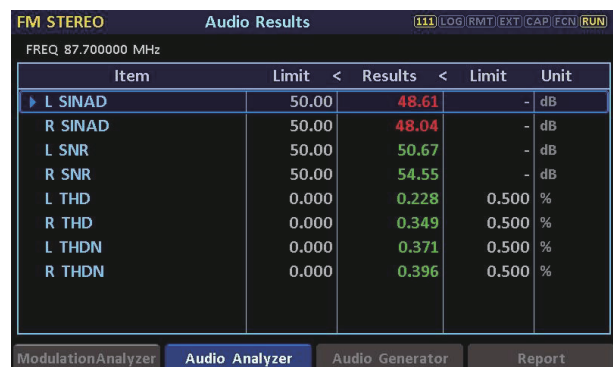 FM STEREO Audio Results 111 LOG RMT EXT CAP FCN RUN
FREQ 87.700000 MHz
Item Limit < Results < Limit Unit
L SINAD 50.00 48.61 - dB
R SINAD 50.00 48.04 - dB
L SNR 50.00 50.67 - dB
R SNR 50.00 54.55 - dB
L THD 0.000 0.228 0.500 %
R THD 0.000 0.349 0.500 %
L THDN 0.000 0.371 0.500 %
R THDN 0.000 0.396 0.500 %
ModulationAnalyzer Audio Analyzer Audio Generator Report